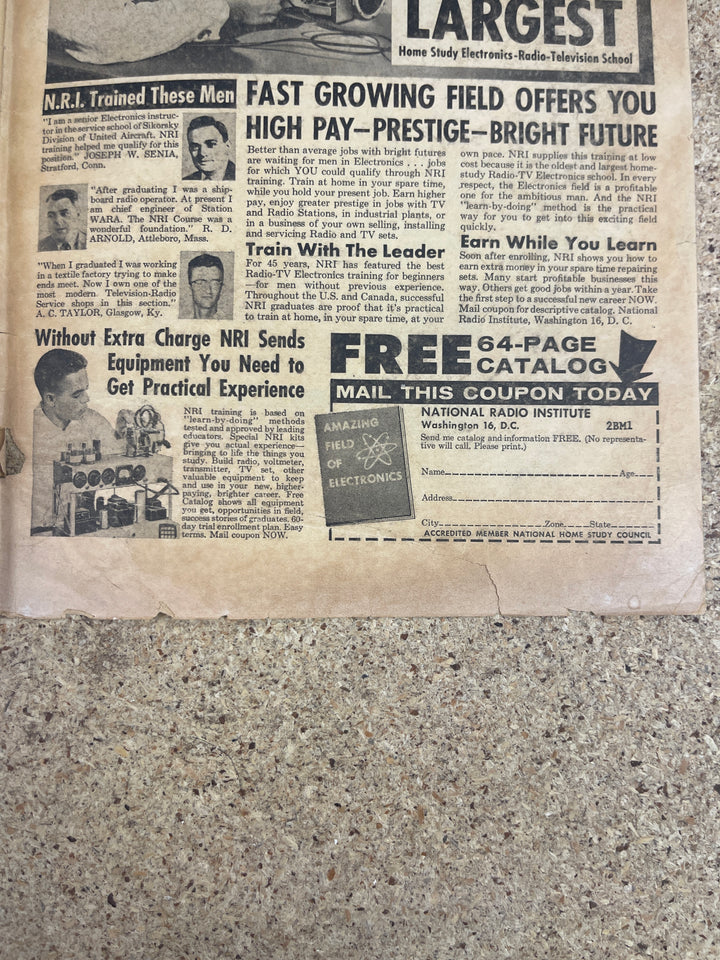 LARGEST
Home Study Electronics-Radio-Television School
N.R.I. Trained These Men
"I am a senior Electronics instruc-
tor in the service school of Sikorsky
Division of United Aircraft. NRI
training helped me qualify for this
position." JOSEPH W. SENIA,
Stratford, Conn.
"After graduating I was a ship-
board radio operator. At present I
am chief engineer of Station
WARA. The NRI Course was a
wonderful foundation." R. D.
ARNOLD, Attleboro, Mass.
"When I graduated I was working
in a textile factory trying to make
ends meet. Now I own one of the
most modern Television-Radio
Service shops in this section."
A. C. TAYLOR, Glasgow, Ky.
FAST GROWING FIELD OFFERS YOU
HIGH PAY—PRESTIGE—BRIGHT FUTURE
Better than average jobs with bright futures
are waiting for men in Electronics . . . jobs
for which YOU could qualify through NRI
training. Train at home in your spare time,
while you hold your present job. Earn higher
pay, enjoy greater prestige in jobs with TV
and Radio Stations, in industrial plants, or
in a business of your own selling, installing
and servicing Radio and TV sets.
Train With The Leader
For 45 years, NRI has featured the best
Radio-TV Electronics training for beginners
—for men without previous experience.
Throughout the U.S. and Canada, successful
NRI graduates are proof that it's practical
to train at home, in your spare time, at your
own pace. NRI supplies this training at low
cost because it is the oldest and largest home-
study Radio-TV Electronics school. In every
respect, the Electronics field is a profitable
one for the ambitious man. And the NRI
"learn-by-doing" method is the practical
way for you to get into this exciting field
quickly.
Earn While You Learn
Soon after enrolling, NRI shows you how to
earn extra money in your spare time repairing
sets. Many start profitable businesses this
way. Others get good jobs within a year. Take
the first step to a successful new career NOW.
Mail coupon for descriptive catalog. National
Radio Institute, Washington 16, D. C.
Without Extra Charge NRI Sends
Equipment You Need to
Get Practical Experience
NRI training is based on
"learn-by-doing" methods
tested and approved by leading
educators. Special NRI kits
give you actual experience—
bringing to life the things you
study. Build radio, voltmeter,
transmitter, TV set, other
valuable equipment to keep
and use in your new, higher-
paying, brighter career. Free
Catalog shows all equipment
you get, opportunities in field,
success stories of graduates. 60-
day trial enrollment plan. Easy
terms. Mail coupon NOW.
FREE 64-PAGE
CATALOG
MAIL THIS COUPON TODAY
AMAZING
FIELD
OF
ELECTRONICS
NATIONAL RADIO INSTITUTE
Washington 16, D.C. 2BM1
Send me catalog and information FREE. (No representa-
tive will call. Please print.)
Name Age
Address
City Zone State
ACCREDITED MEMBER NATIONAL HOME STUDY COUNCIL